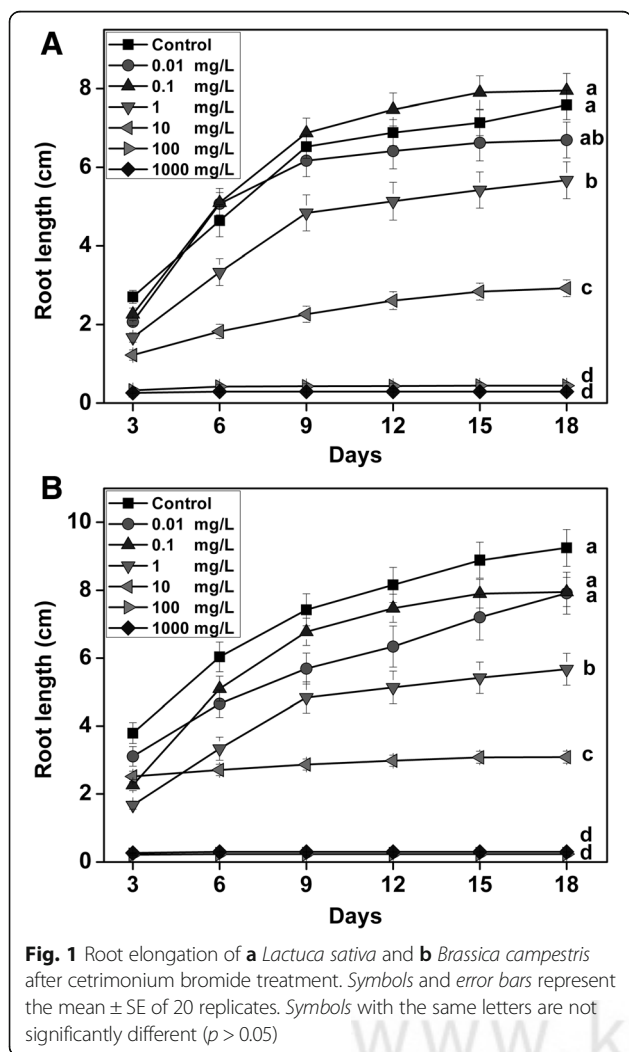 A
Control
0.01 mg/L
0.1 mg/L
1 mg/L
10 mg/L
100 mg/L
1000 mg/L
8
6
4
2
0
Root length (cm)
a
a
ab
b
c
d
d
3 6 9 12 15 18
Days
B
Control
0.01 mg/L
0.1 mg/L
1 mg/L
10 mg/L
100 mg/L
1000 mg/L
10
8
6
4
2
0
Root length (cm)
a
a
a
b
c
d
d
3 6 9 12 15 18
Days
Fig. 1 Root elongation of a Lactuca sativa and b Brassica campestris
after cetrimonium bromide treatment. Symbols and error bars represent
the mean ± SE of 20 replicates. Symbols with the same letters are not
significantly different (p > 0.05)
www.k